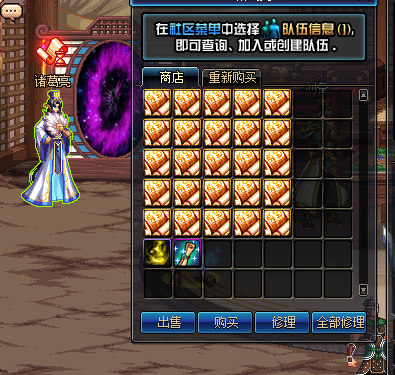 在社区菜单中选择队伍信息(I),
即可查询、加入或创建队伍.
商店
重新购买
诸葛亮
出售
购买
修理
全部修理